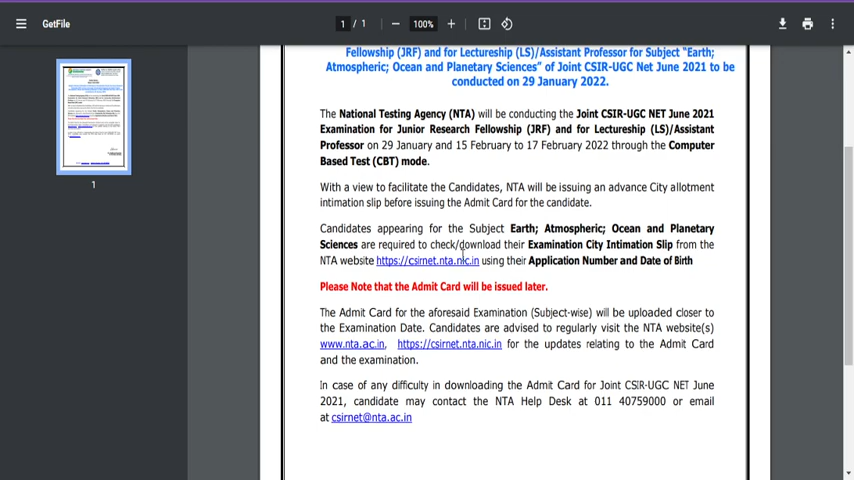 GetFile
1 / 1
100%
1
Fellowship (JRF) and for Lectureship (LS)/Assistant Professor for Subject "Earth;
Atmospheric; Ocean and Planetary Sciences" of Joint CSIR-UGC Net June 2021 to be
conducted on 29 January 2022.
The National Testing Agency (NTA) will be conducting the Joint CSIR-UGC NET June 2021
Examination for Junior Research Fellowship (JRF) and for Lectureship (LS)/Assistant
Professor on 29 January and 15 February to 17 February 2022 through the Computer
Based Test (CBT) mode.
With a view to facilitate the Candidates, NTA will be issuing an advance City allotment
intimation slip before issuing the Admit Card for the candidate.
Candidates appearing for the Subject Earth; Atmospheric; Ocean and Planetary
Sciences are required to check/download their Examination City Intimation Slip from the
NTA website https://csirnet.nta.nic.in using their Application Number and Date of Birth
Please Note that the Admit Card will be issued later.
The Admit Card for the aforesaid Examination (Subject-wise) will be uploaded closer to
the Examination Date. Candidates are advised to regularly visit the NTA website(s)
www.nta.ac.in, https://csirnet.nta.nic.in for the updates relating to the Admit Card
and the examination.
In case of any difficulty in downloading the Admit Card for Joint CSIR-UGC NET June
2021, candidate may contact the NTA Help Desk at 011 40759000 or email
at csirnet@nta.ac.in